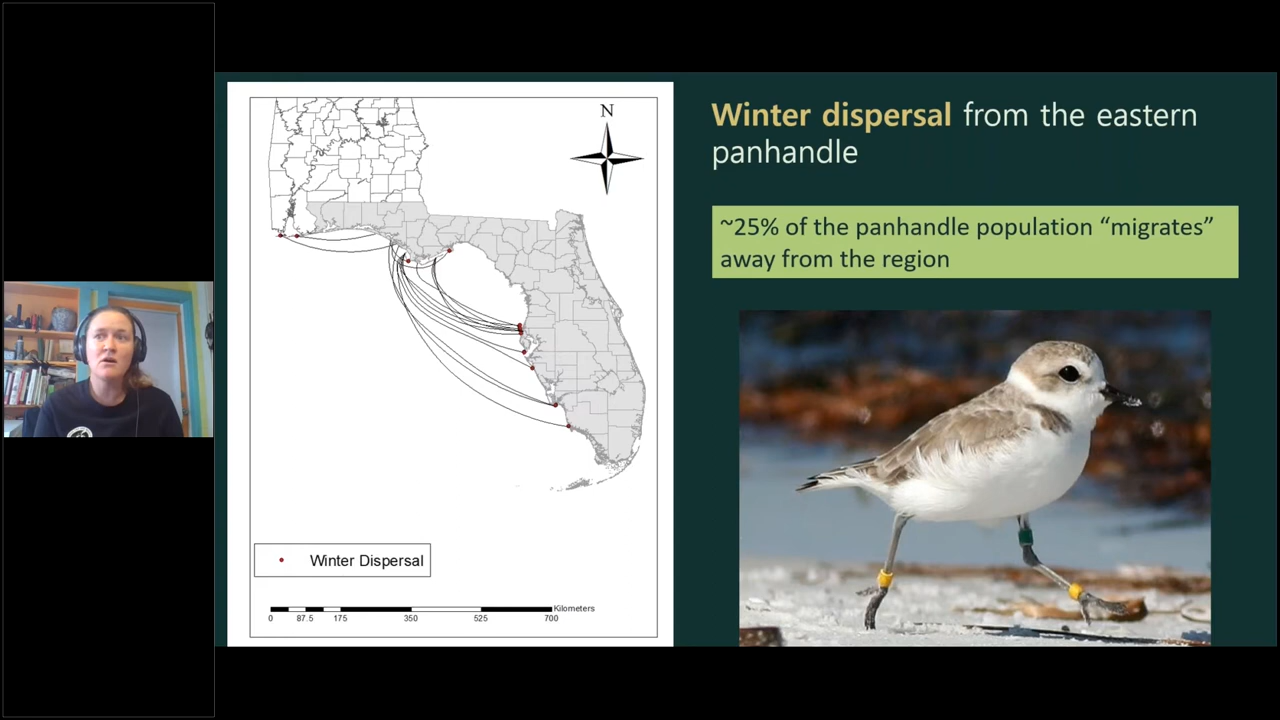 Winter dispersal from the eastern
panhandle
~25% of the panhandle population “migrates”
away from the region
N
Winter Dispersal
Kilometers
0 87.5 175 350 525 700